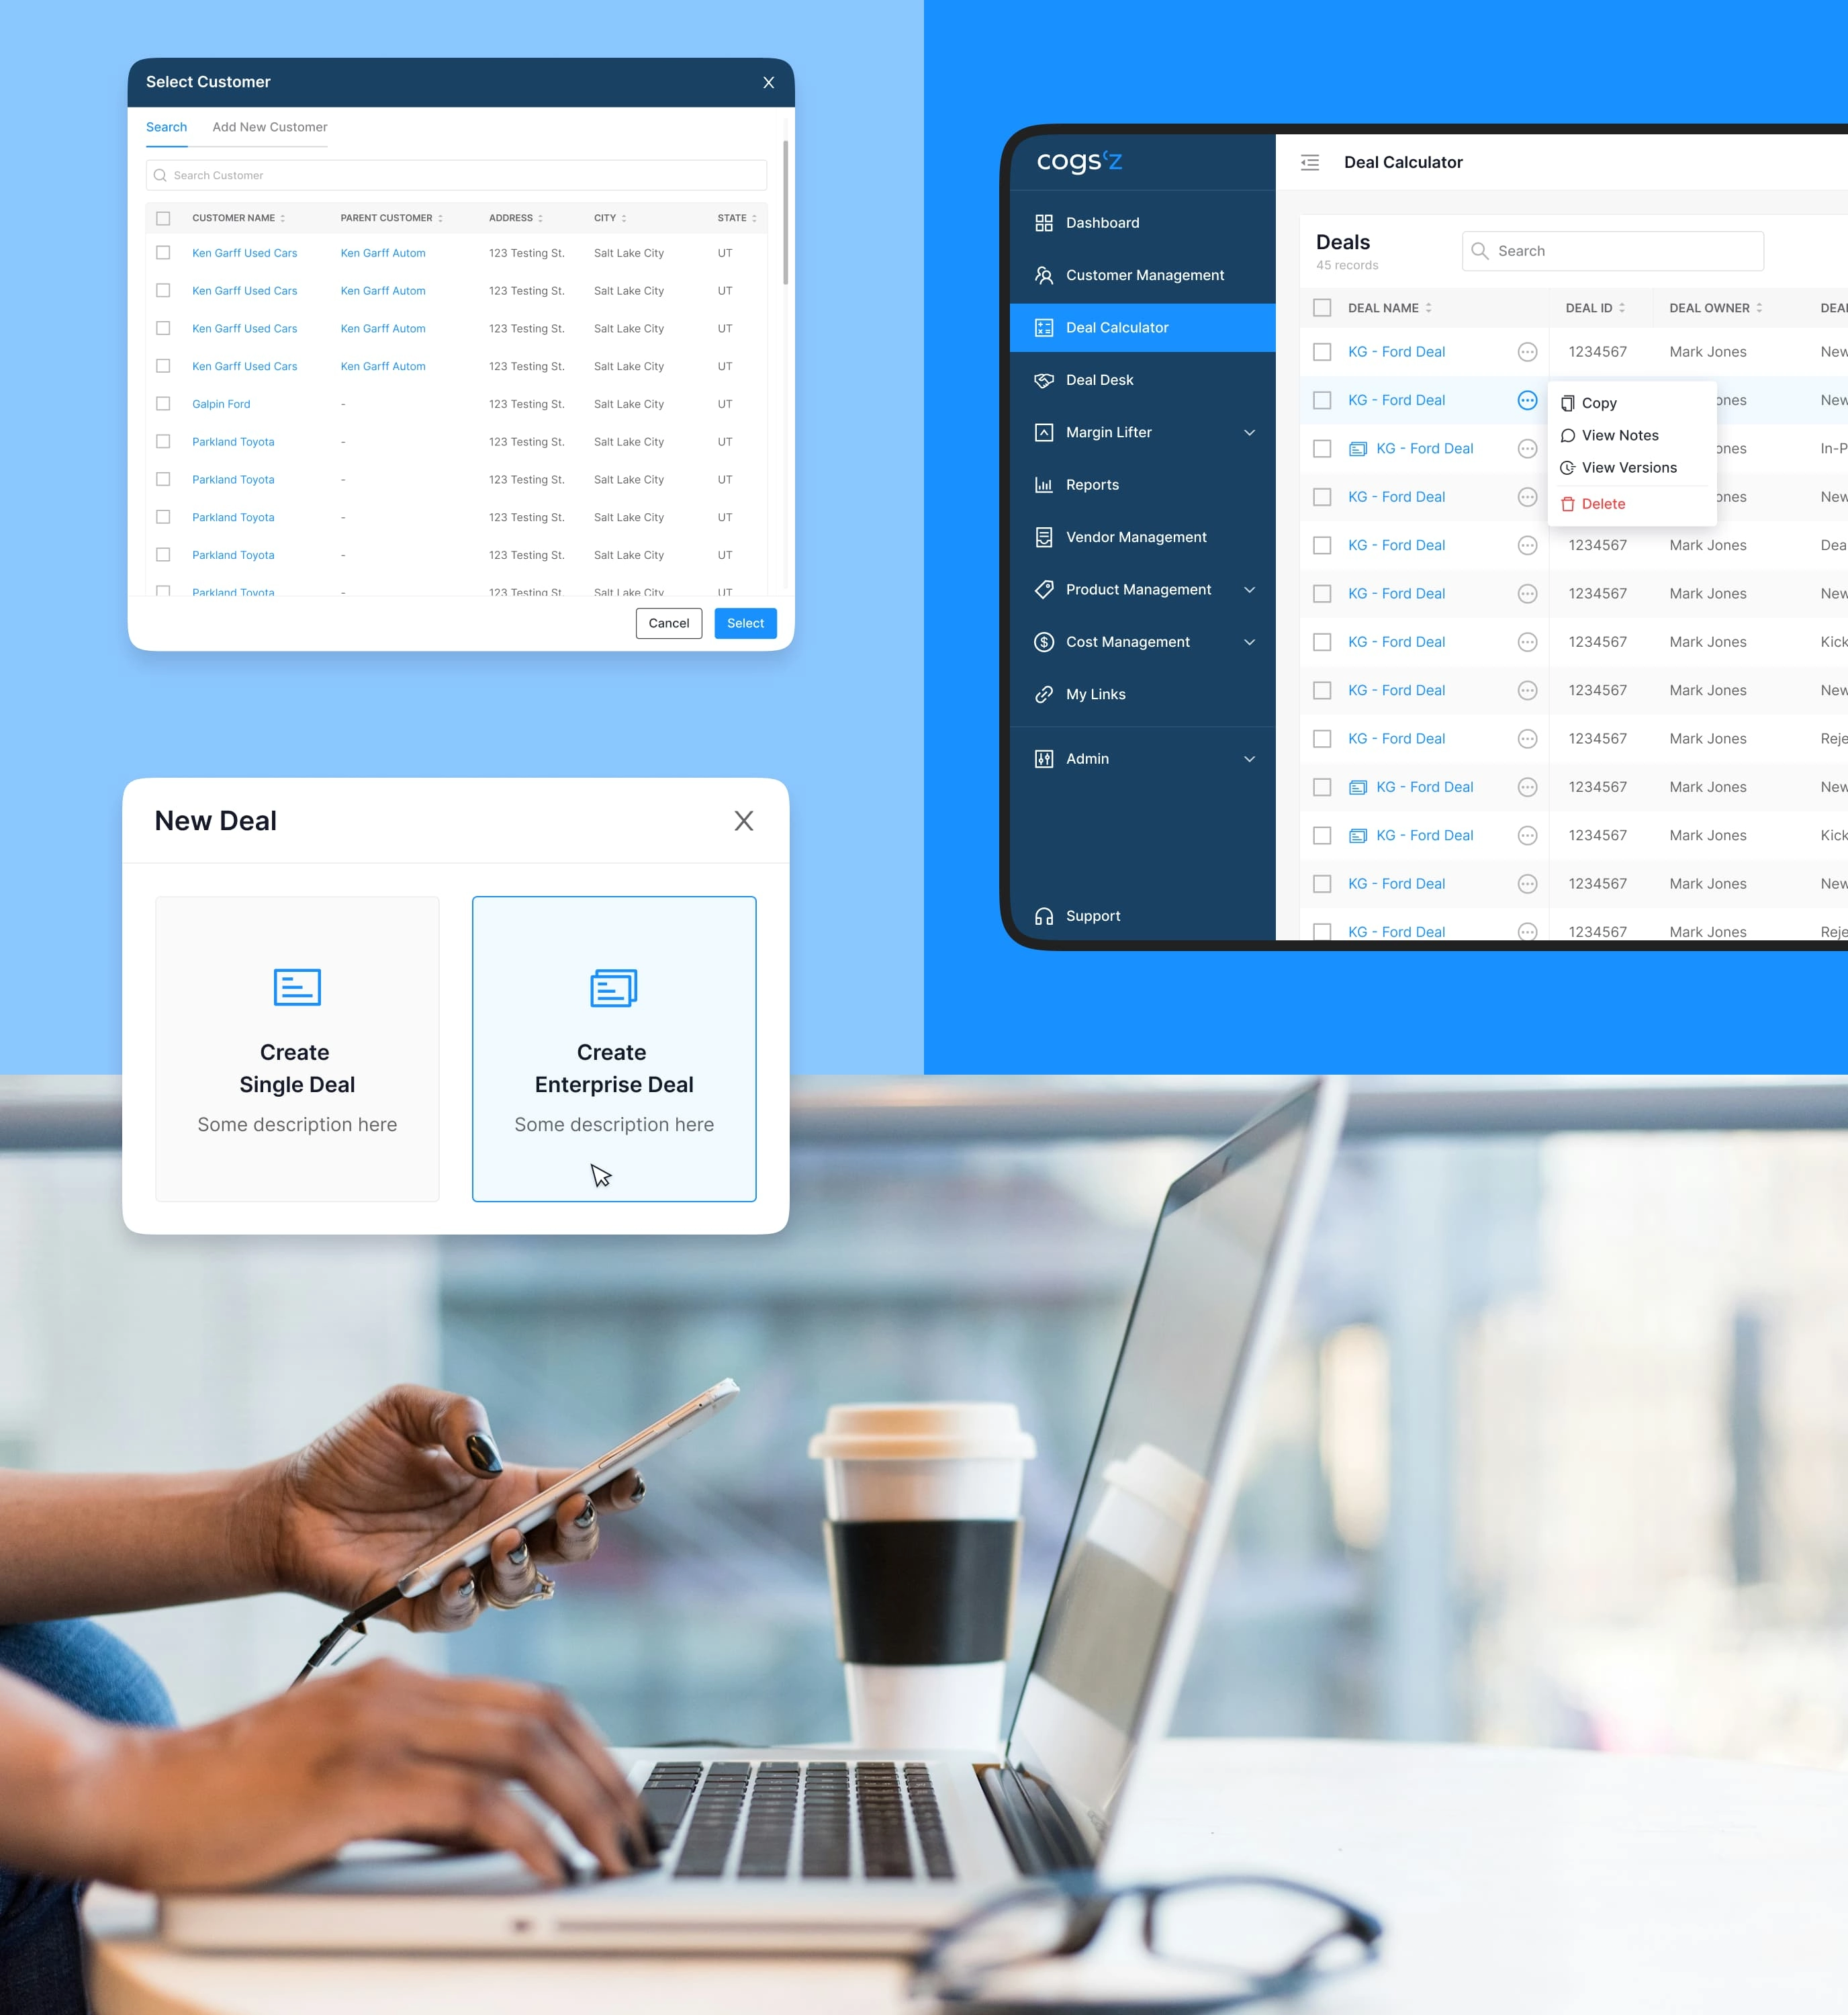 Select Customer X
Search Add New Customer
Search Customer
CUSTOMER NAME PARENT CUSTOMER ADDRESS CITY STATE
Ken Garff Used Cars Ken Garff Autom 123 Testing St. Salt Lake City UT
Ken Garff Used Cars Ken Garff Autom 123 Testing St. Salt Lake City UT
Ken Garff Used Cars Ken Garff Autom 123 Testing St. Salt Lake City UT
Ken Garff Used Cars Ken Garff Autom 123 Testing St. Salt Lake City UT
Galpin Ford - 123 Testing St. Salt Lake City UT
Parkland Toyota - 123 Testing St. Salt Lake City UT
Parkland Toyota - 123 Testing St. Salt Lake City UT
Parkland Toyota - 123 Testing St. Salt Lake City UT
Parkland Toyota - 123 Testing St. Salt Lake City UT
Parkland Toyota - 123 Testing St. Salt Lake City UT
Cancel Select
New Deal X
Create
Single Deal
Some description here
Create
Enterprise Deal
Some description here
cogs'z
Dashboard
Customer Management
Deal Calculator
Deal Desk
Margin Lifter
Reports
Vendor Management
Product Management
Cost Management
My Links
Admin
Support
Deal Calculator
Deals
45 records
Search
DEAL NAME DEAL ID DEAL OWNER DEAL
KG - Ford Deal 1234567 Mark Jones New
KG - Ford Deal ones New
KG - Ford Deal ones In-P
KG - Ford Deal ones New
KG - Ford Deal 1234567 Mark Jones Dea
KG - Ford Deal 1234567 Mark Jones New
KG - Ford Deal 1234567 Mark Jones Kick
KG - Ford Deal 1234567 Mark Jones New
KG - Ford Deal 1234567 Mark Jones Reje
KG - Ford Deal 1234567 Mark Jones New
KG - Ford Deal 1234567 Mark Jones Kick
KG - Ford Deal 1234567 Mark Jones New
KG - Ford Deal 1234567 Mark Jones Reje
Copy
View Notes
View Versions
Delete